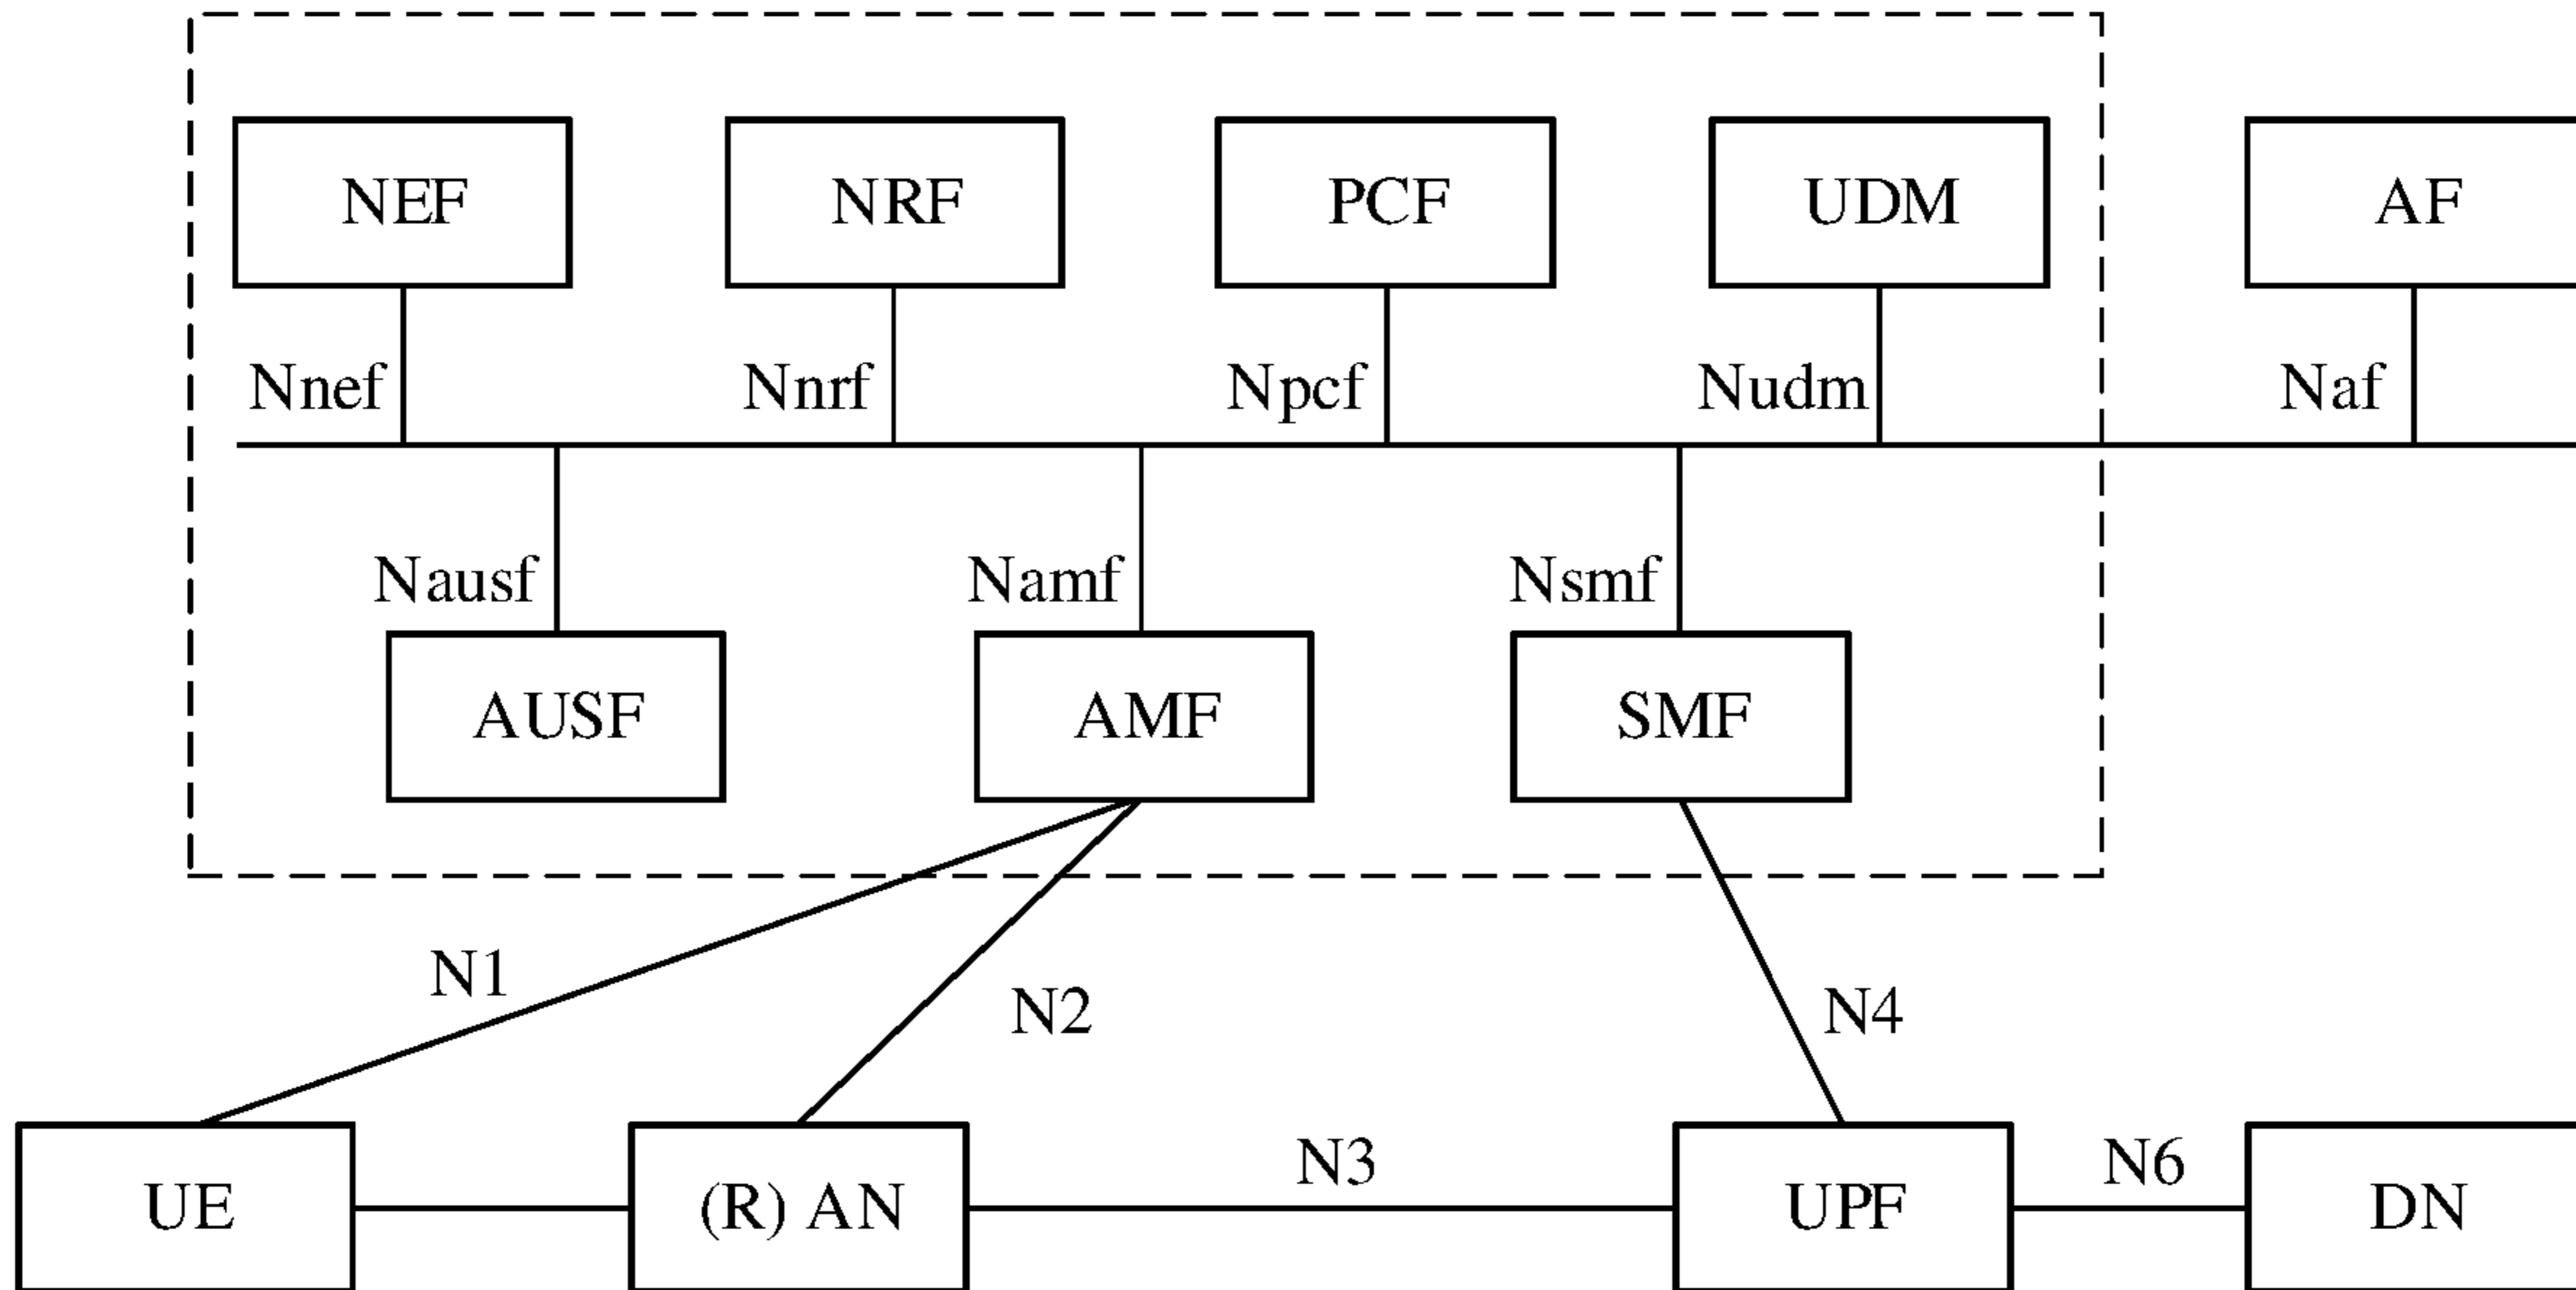 NEF NRF PCF UDM AF
Nnef Nnrf Npcf Nudm Naf
Nausf Namf Nsmf
AUSF AMF SMF
N1 N2 N4
N3 N6
UE (R) AN UPF DN